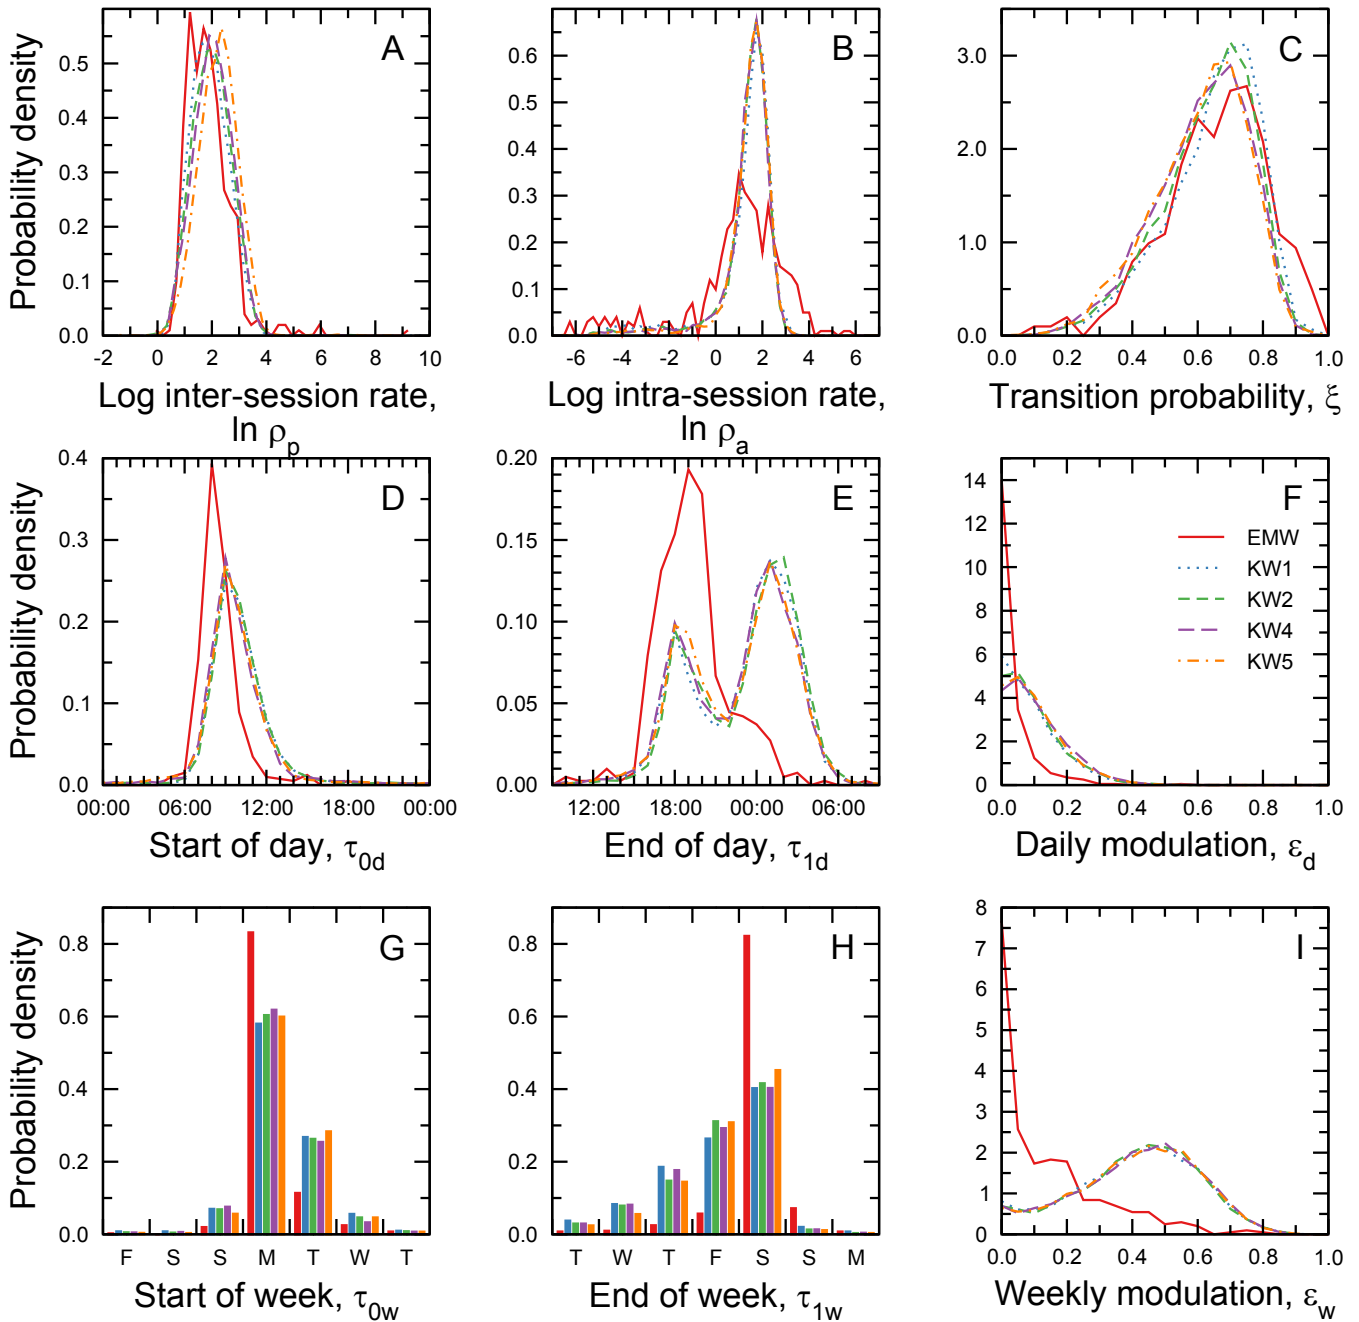 A
B
C
Probability density
0.5
0.4
0.3
0.2
0.1
0.0
-2
0
2
4
6
8
10
Log inter-session rate,
ln ρp
0.6
0.5
0.4
0.3
0.2
0.1
0.0
-6
-4
-2
0
2
4
6
Log intra-session rate,
ln ρa
3.0
2.0
1.0
0.0
0.0
0.2
0.4
0.6
0.8
1.0
Transition probability, ξ
D
E
F
Probability density
0.4
0.3
0.2
0.1
0.0
00:00
06:00
12:00
18:00
00:00
Start of day, τ0d
0.20
0.15
0.10
0.05
0.00
12:00
18:00
00:00
06:00
End of day, τ1d
14
12
10
8
6
4
2
0
EMW
KW1
KW2
KW4
KW5
0.0
0.2
0.4
0.6
0.8
1.0
Daily modulation, εd
G
H
I
Probability density
0.8
0.6
0.4
0.2
0.0
F
S
S
M
T
W
T
Start of week, τ0w
0.8
0.6
0.4
0.2
0.0
T
W
T
F
S
S
M
End of week, τ1w
8
7
6
5
4
3
2
1
0
0.0
0.2
0.4
0.6
0.8
1.0
Weekly modulation, εw